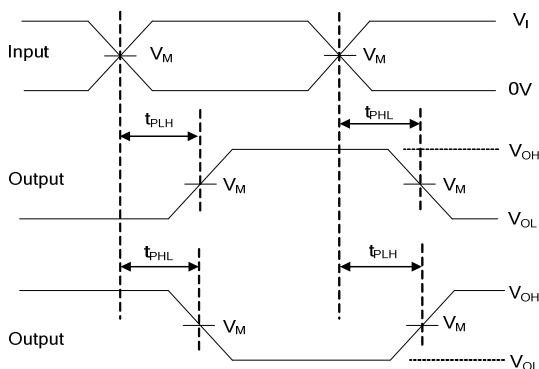 V_I
Input V_M V_M
0V
t_PLH t_PHL
V_OH
Output V_M V_M
V_OL
t_PHL t_PLH
V_OH
V_M V_M
Output
V_OL